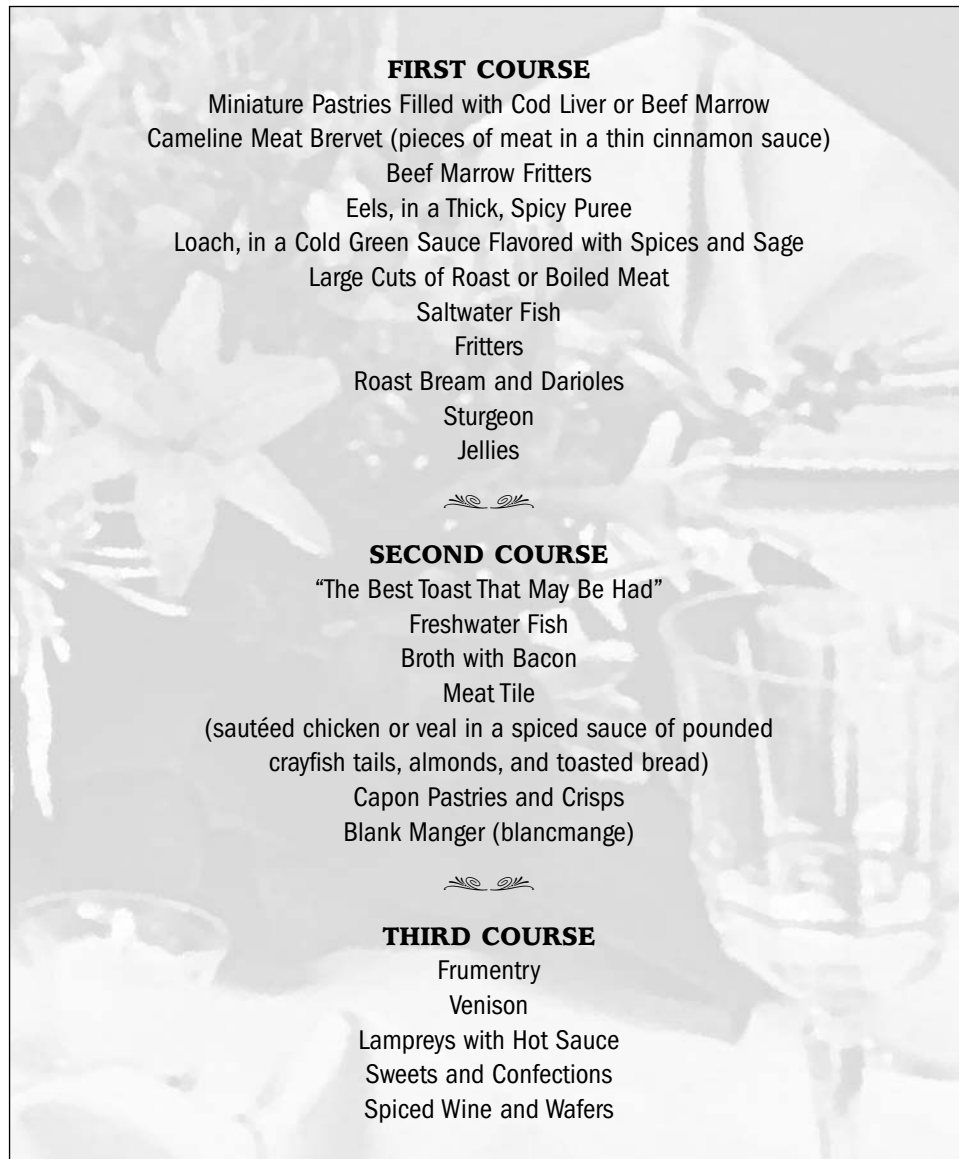 FIRST COURSE
Miniature Pastries Filled with Cod Liver or Beef Marrow
Cameline Meat Brervet (pieces of meat in a thin cinnamon sauce)
Beef Marrow Fritters
Eels, in a Thick, Spicy Puree
Loach, in a Cold Green Sauce Flavored with Spices and Sage
Large Cuts of Roast or Boiled Meat
Saltwater Fish
Fritters
Roast Bream and Darioles
Sturgeon
Jellies
SECOND COURSE
“The Best Toast That May Be Had”
Freshwater Fish
Broth with Bacon
Meat Tile
(sautéed chicken or veal in a spiced sauce of pounded
crayfish tails, almonds, and toasted bread)
Capon Pastries and Crisps
Blank Manger (blancmange)
THIRD COURSE
Frumentry
Venison
Lampreys with Hot Sauce
Sweets and Confections
Spiced Wine and Wafers